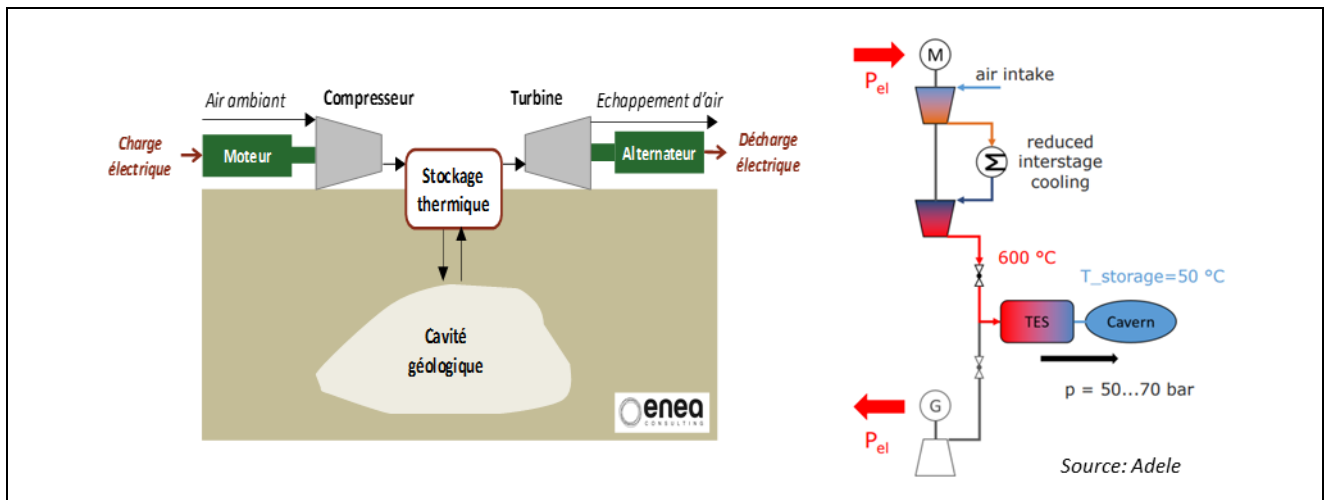 Air ambiant
Compresseur
Turbine
Echappement d'air
Charge
électrique
Moteur
Alternateur
Décharge
électrique
Stockage
thermique
Cavité
géologique
enea
CONSULTING
M
P_el
air intake
reduced
interstage
cooling
600 °C
T_storage=50 °C
TES
Cavern
p = 50...70 bar
G
P_el
Source: Adele